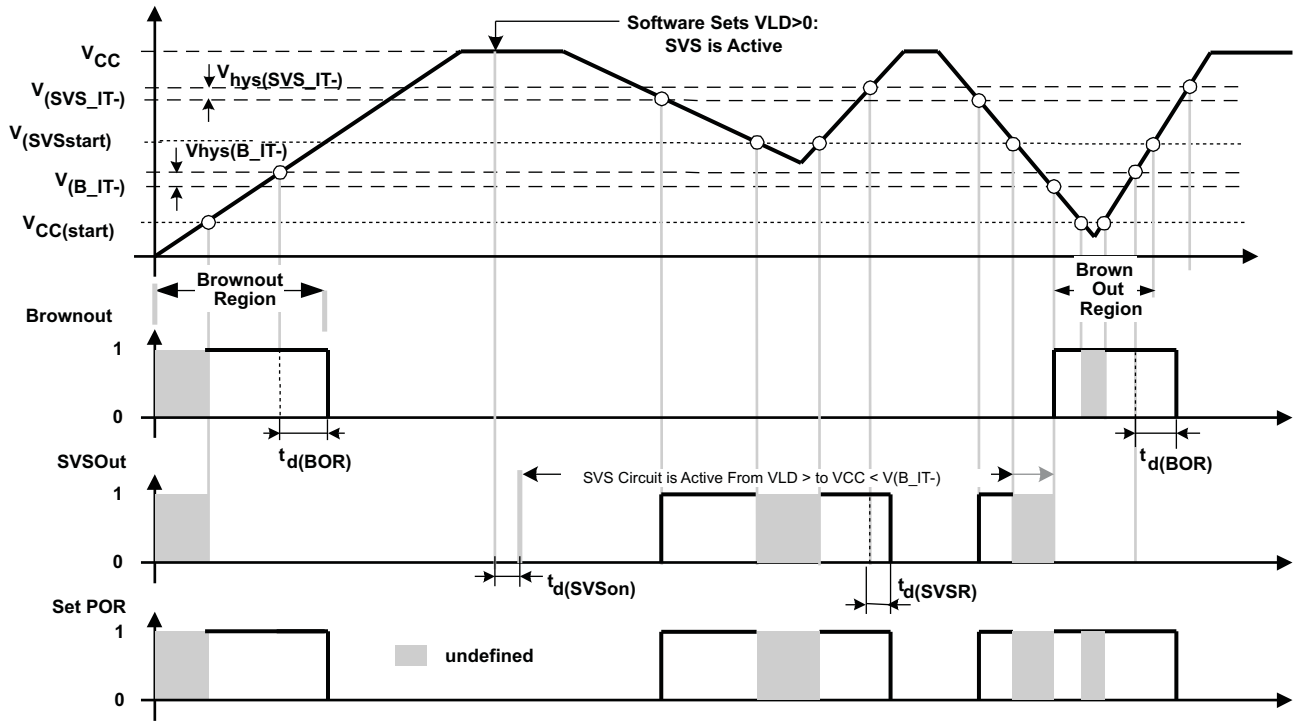 Software Sets VLD>0:
SVS is Active
VCC
Vhys(SVS_IT-)
V(SVS_IT-)
V(SVSstart)
Vhys(B_IT-)
V(B_IT-)
VCC(start)
Brownout
Region
Brown
Out
Region
Brownout
1
0
td(BOR)
td(BOR)
SVSOut
SVS Circuit is Active From VLD > to VCC < V(B_IT-)
1
0
td(SVSon)
td(SVSR)
Set POR
1
undefined
0